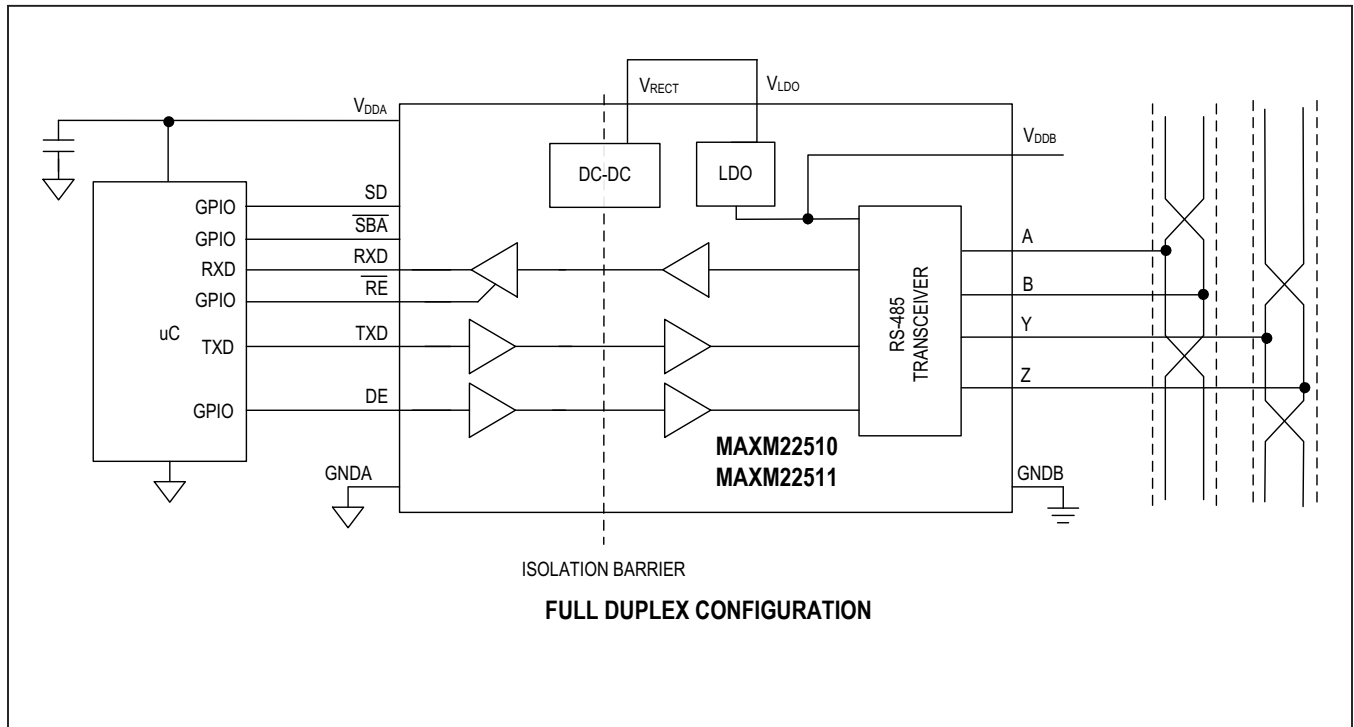 VRECT
VLDO
VDDA
VDDB
DC-DC
LDO
GPIO
SD
GPIO
SBA
RXD
RXD
GPIO
RE
uC
TXD
TXD
GPIO
DE
RS-485
TRANSCEIVER
A
B
Y
Z
MAXM22510
MAXM22511
GNDA
GNDB
ISOLATION BARRIER
FULL DUPLEX CONFIGURATION